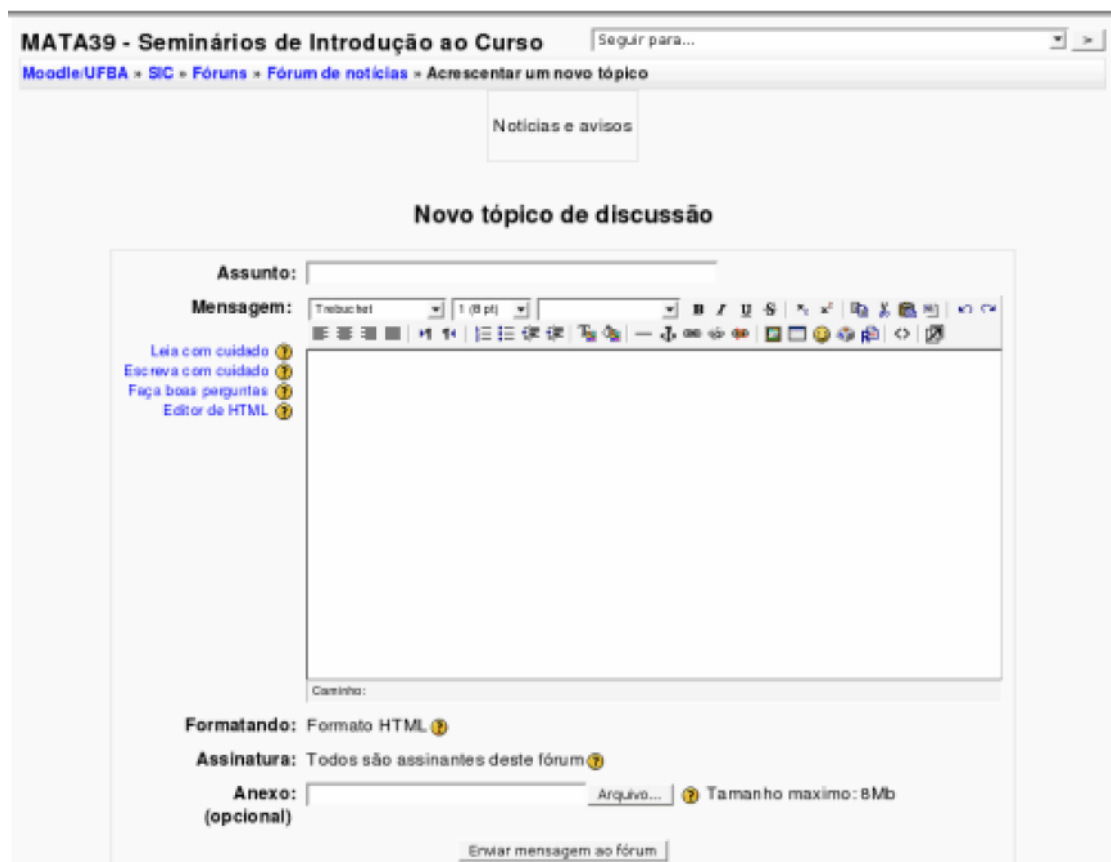 MATA39 - Seminários de Introdução ao Curso
Seguir para...
>
Moodle/UFBA » SIC » Fóruns » Fórum de notícias » Acrescentar um novo tópico
Notícias e avisos
Novo tópico de discussão
Assunto:
Mensagem:
Trebuchet
1 (8 pt)
B I U S
Leia com cuidado
Escreva com cuidado
Faça boas perguntas
Editor de HTML
Caminho:
Formatando: Formato HTML
Assinatura: Todos são assinantes deste fórum
Anexo: Arquivo... Tamanho maximo: 8Mb
(opcional)
Enviar mensagem ao fórum